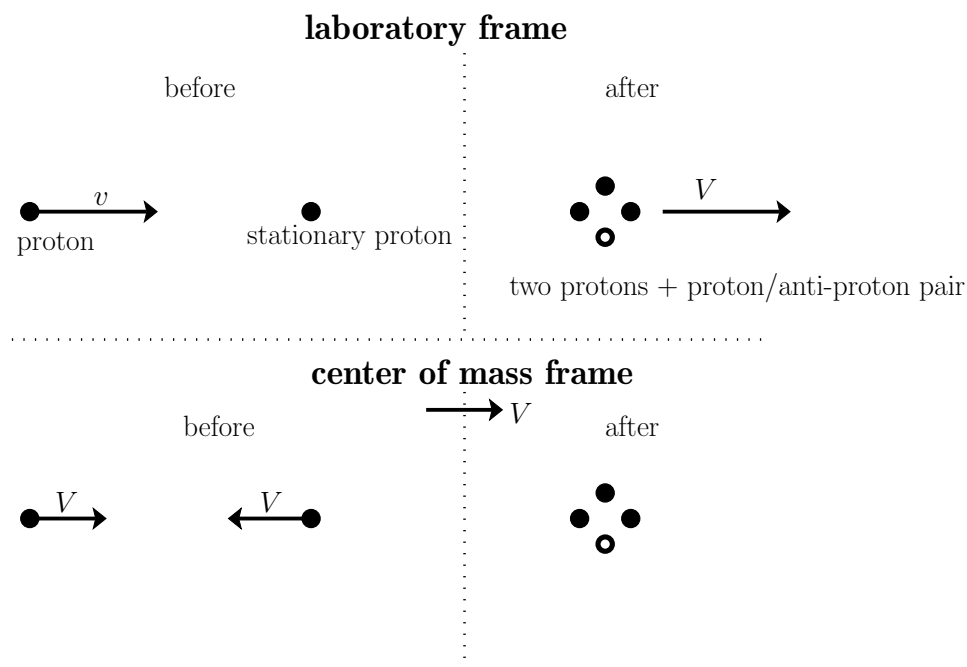 laboratory frame
before
after
v
V
proton
stationary proton
two protons + proton/anti-proton pair
center of mass frame
V
before
after
V
V